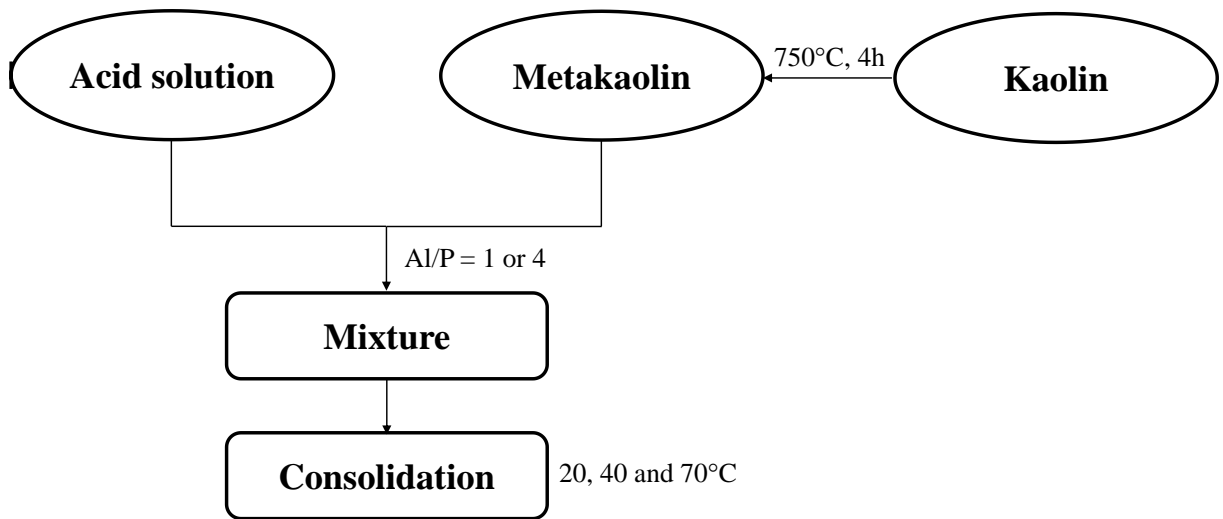 Acid solution
Metakaolin
750°C, 4h
Kaolin
Al/P = 1 or 4
Mixture
Consolidation
20, 40 and 70°C